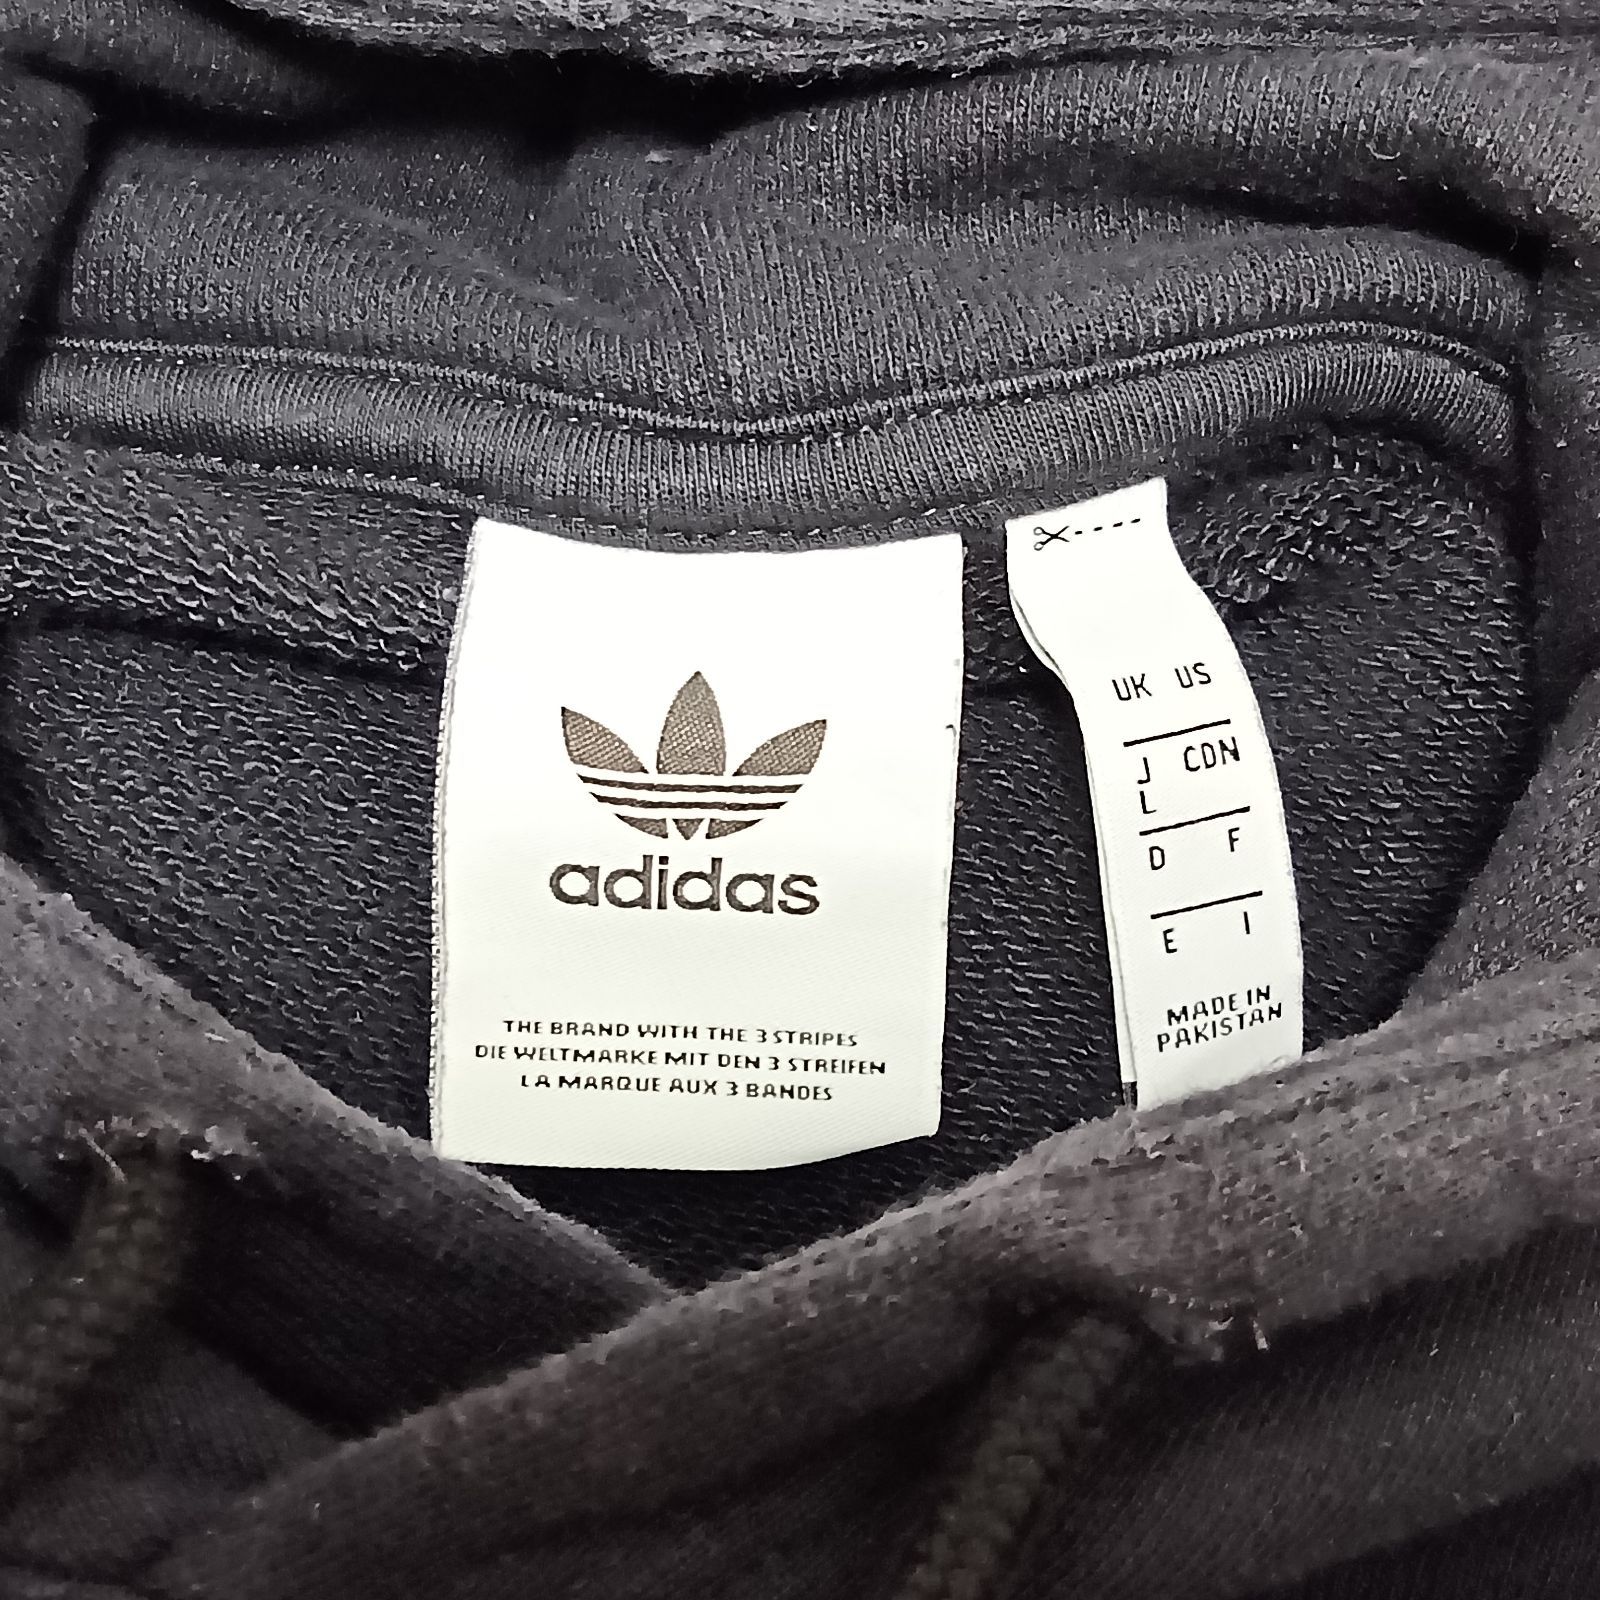 adidas
THE BRAND WITH THE 3 STRIPES
DIE WELTMARKE MIT DEN 3 STREIFEN
LA MARQUE AUX 3 BANDES
UK US
J CDN
L
D F
E I
MADE IN
PAKISTAN